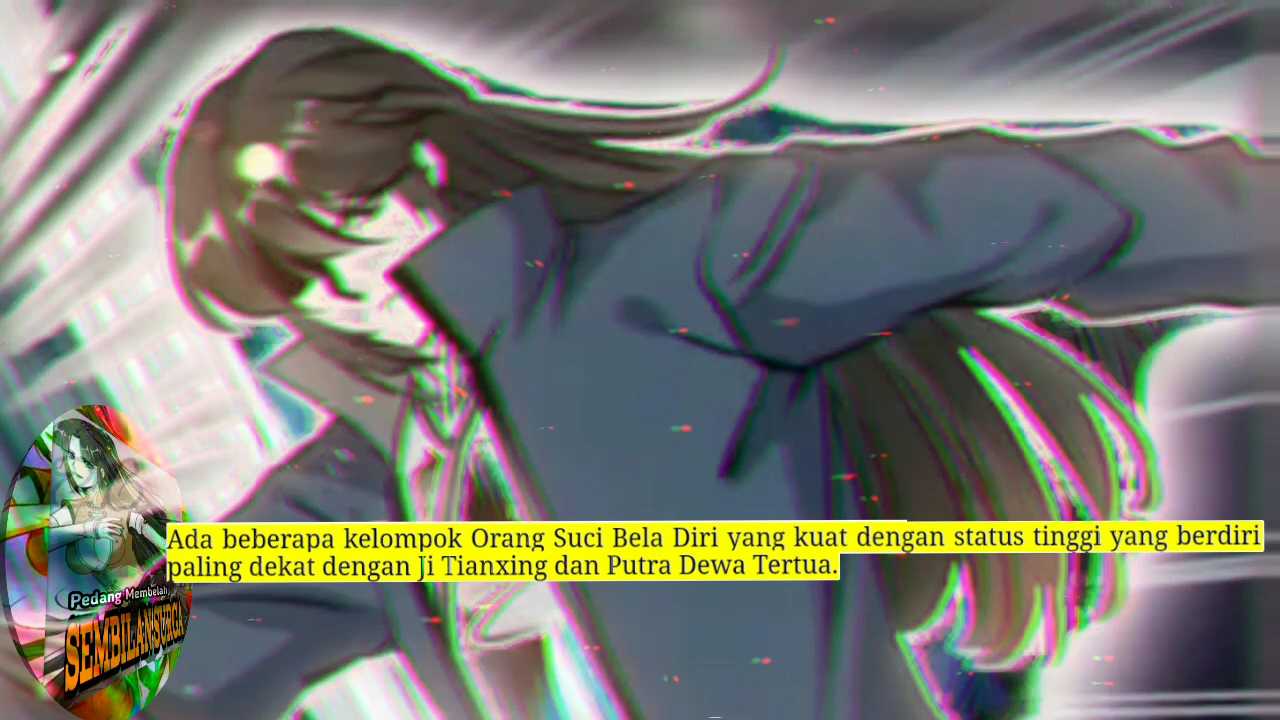 Ada beberapa kelompok Orang Suci Bela Diri yang kuat dengan status tinggi yang berdiri
paling dekat dengan Ji Tianxing dan Putra Dewa Tertua.
Pedang Membelah
SEMBILAN SURGA